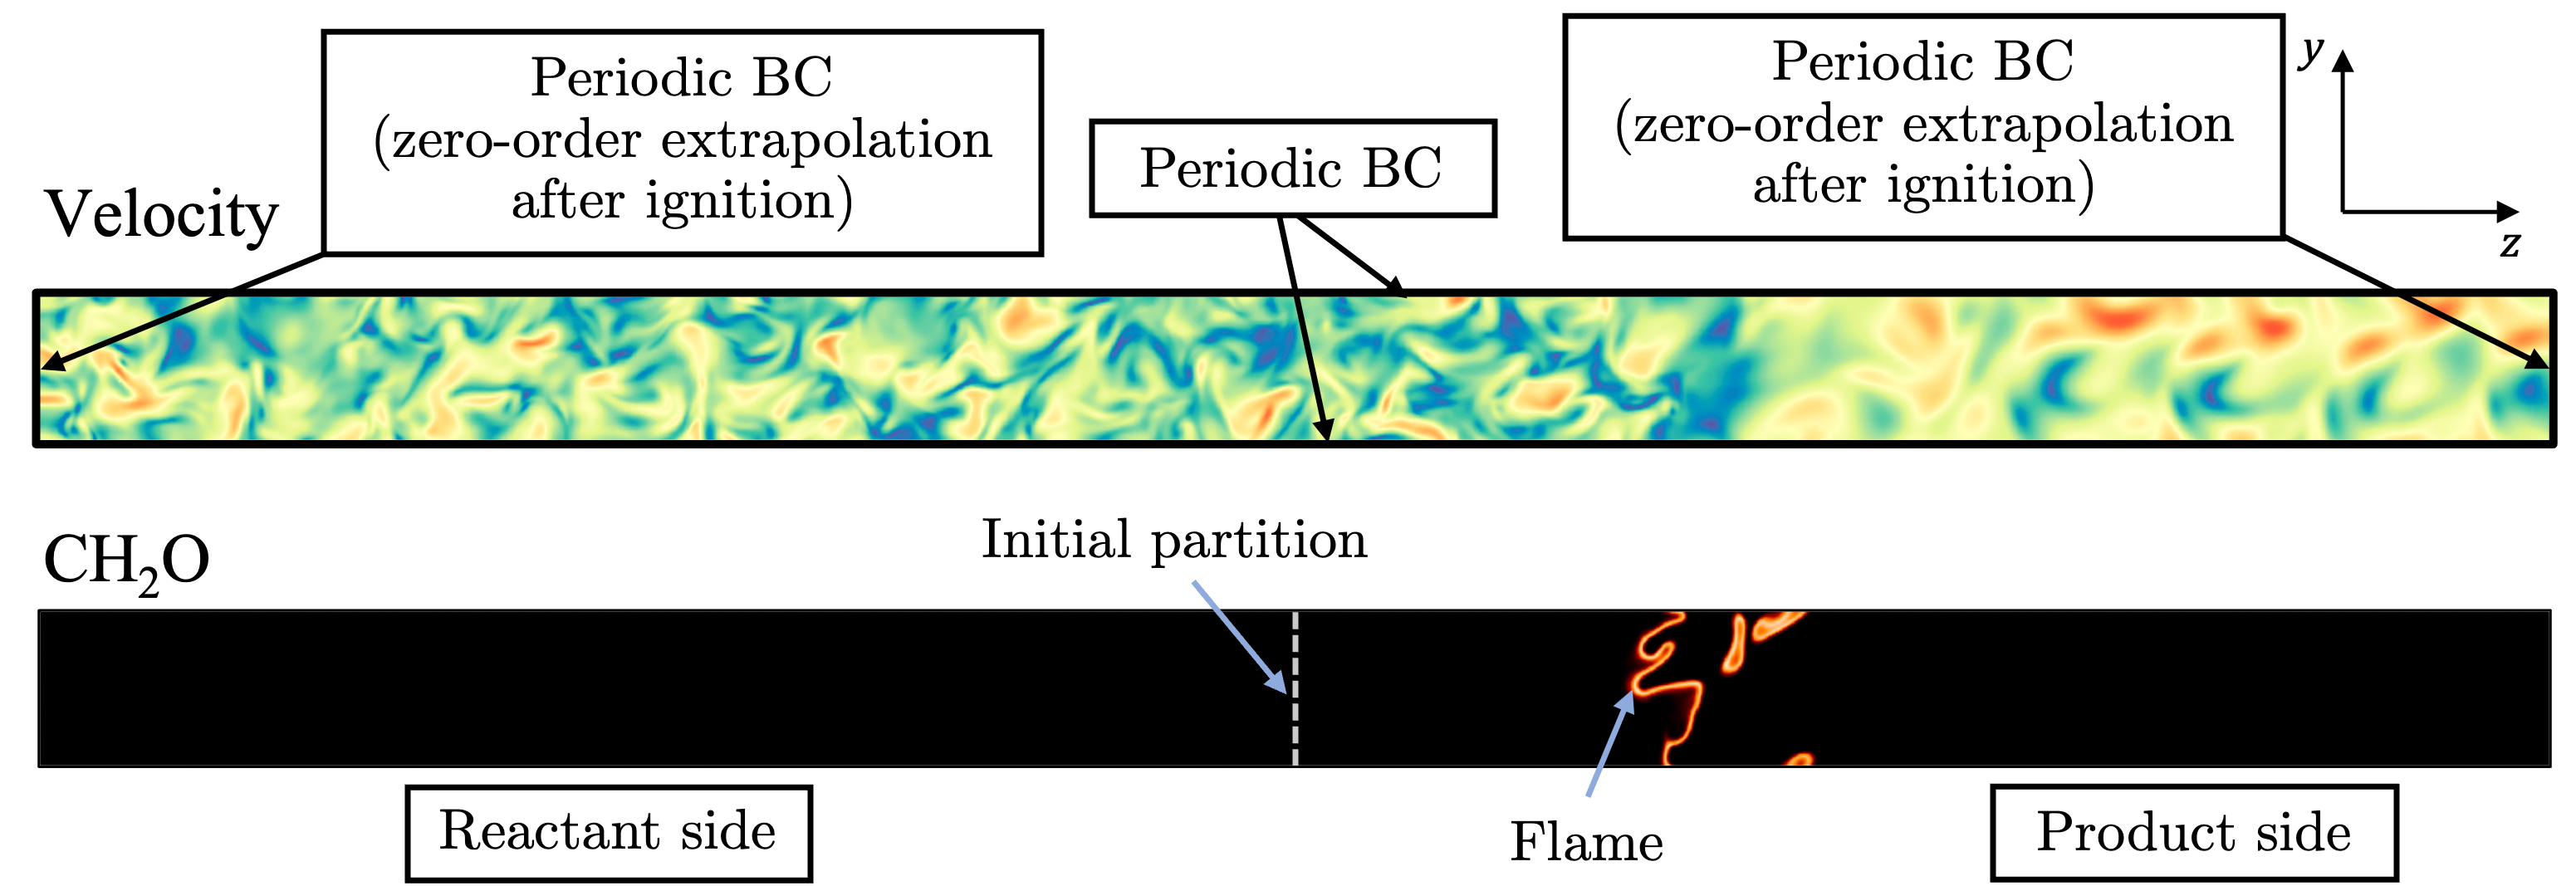 Periodic BC
(zero-order extrapolation
after ignition)
Periodic BC
Periodic BC
(zero-order extrapolation
after ignition)
y
z
Velocity
CH₂O
Initial partition
Flame
Reactant side
Product side